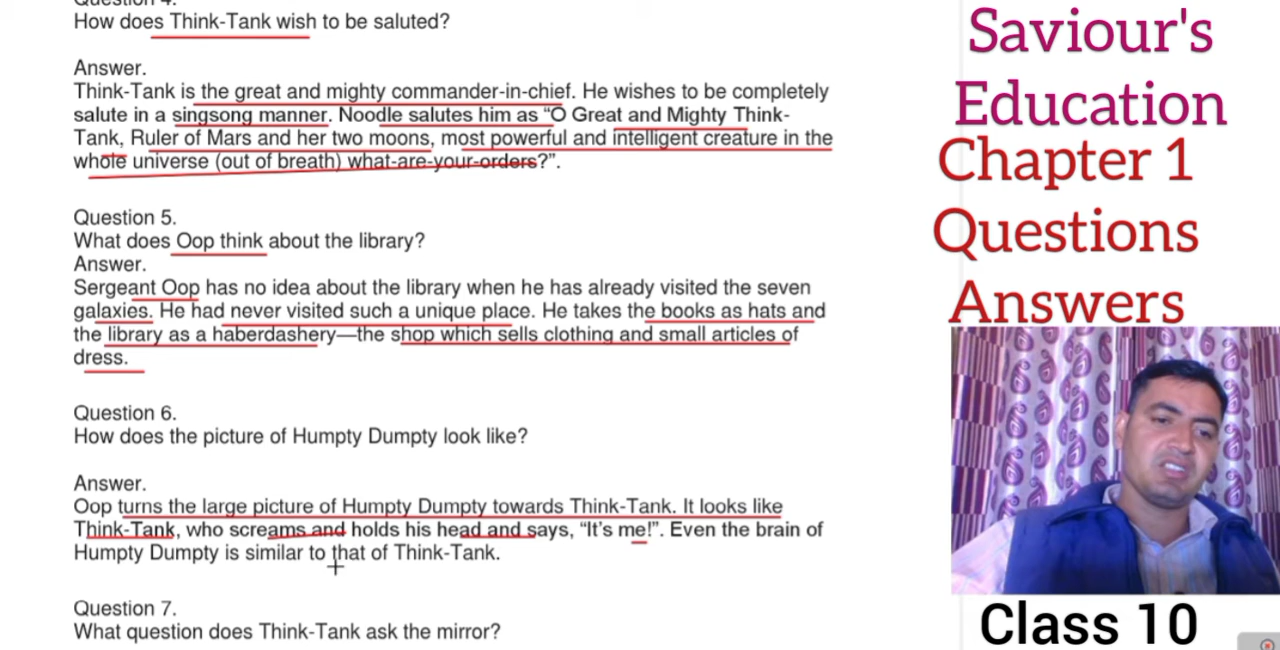 How does Think-Tank wish to be saluted?
Answer.
Think-Tank is the great and mighty commander-in-chief. He wishes to be completely
salute in a singsong manner. Noodle salutes him as “O Great and Mighty Think-
Tank, Ruler of Mars and her two moons, most powerful and intelligent creature in the
whote universe (out of breath) what-are-your-orders?”.
Question 5.
What does Oop think about the library?
Answer.
Sergeant Oop has no idea about the library when he has already visited the seven
galaxies. He had never visited such a unique place. He takes the books as hats and
the library as a haberdashery—the shop which sells clothing and small articles of
dress.
Question 6.
How does the picture of Humpty Dumpty look like?
Answer.
Oop turns the large picture of Humpty Dumpty towards Think-Tank. It looks like
Think-Tank, who screams and holds his head and says, “It’s me!”. Even the brain of
Humpty Dumpty is similar to that of Think-Tank.
Question 7.
What question does Think-Tank ask the mirror?
Saviour's
Education
Chapter 1
Questions
Answers
Class 10